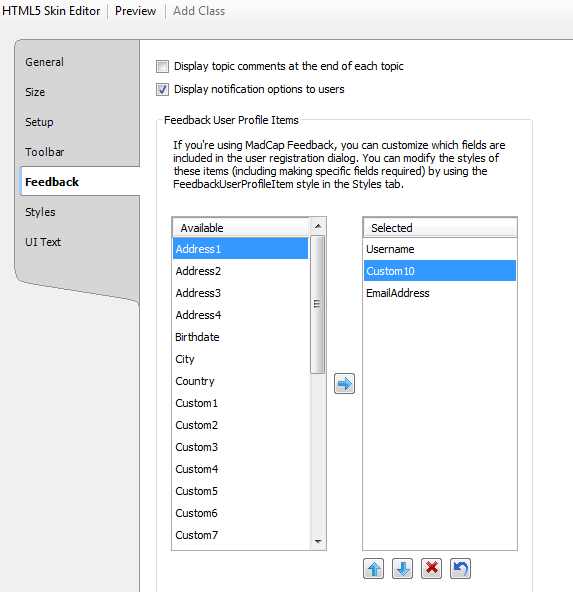 HTML5 Skin Editor
Preview
Add Class
General
Size
Setup
Toolbar
Feedback
Styles
UI Text
Display topic comments at the end of each topic
Display notification options to users
Feedback User Profile Items
If you're using MadCap Feedback, you can customize which fields are
included in the user registration dialog. You can modify the styles of
these items (including making specific fields required) by using the
FeedbackUserProfileItem style in the Styles tab.
Available
Address1
Address2
Address3
Address4
Birthdate
City
Country
Custom1
Custom2
Custom3
Custom4
Custom5
Custom6
Custom7
Selected
Username
Custom10
EmailAddress